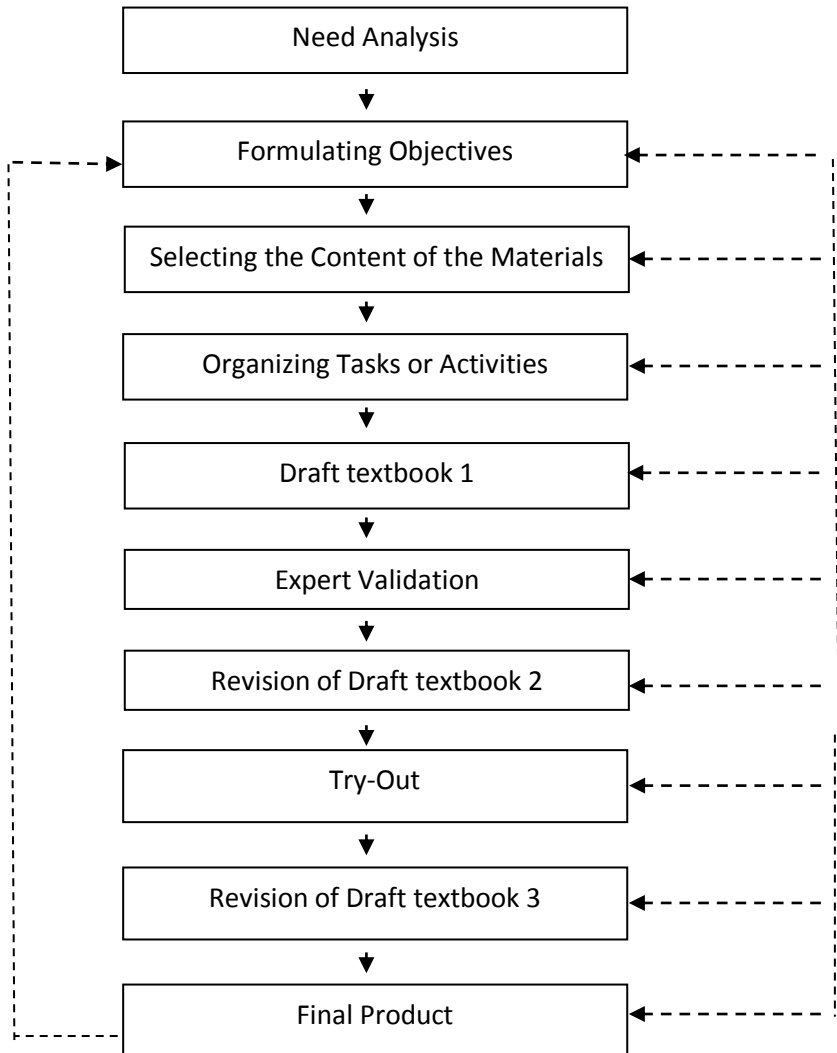 Need Analysis
Formulating Objectives
Selecting the Content of the Materials
Organizing Tasks or Activities
Draft textbook 1
Expert Validation
Revision of Draft textbook 2
Try-Out
Revision of Draft textbook 3
Final Product